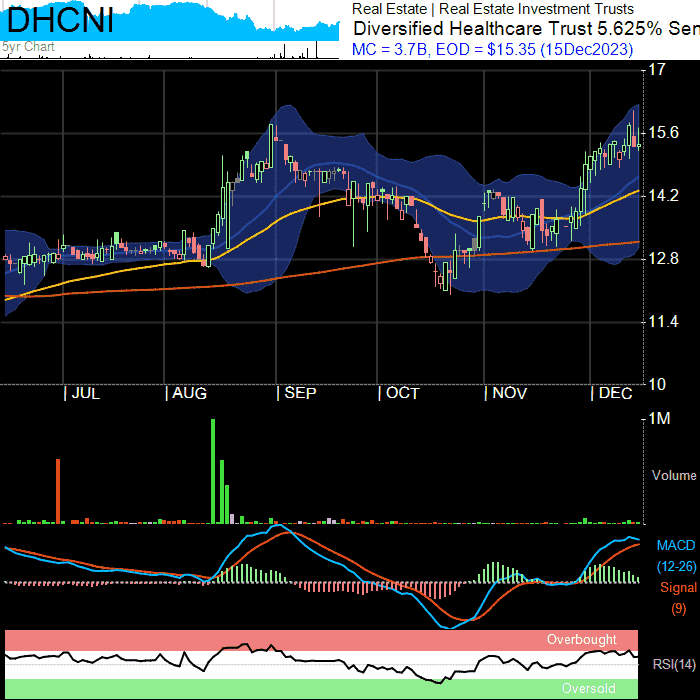 DHCNI
5yr Chart
Real Estate | Real Estate Investment Trusts
Diversified Healthcare Trust 5.625% Sen
MC = 3.7B, EOD = $15.35 (15Dec2023)
17
15.6
14.2
12.8
11.4
10
| JUL | AUG | SEP | OCT | NOV | DEC
1M
Volume
MACD
(12-26)
Signal
(9)
Overbought
RSI(14)
Oversold